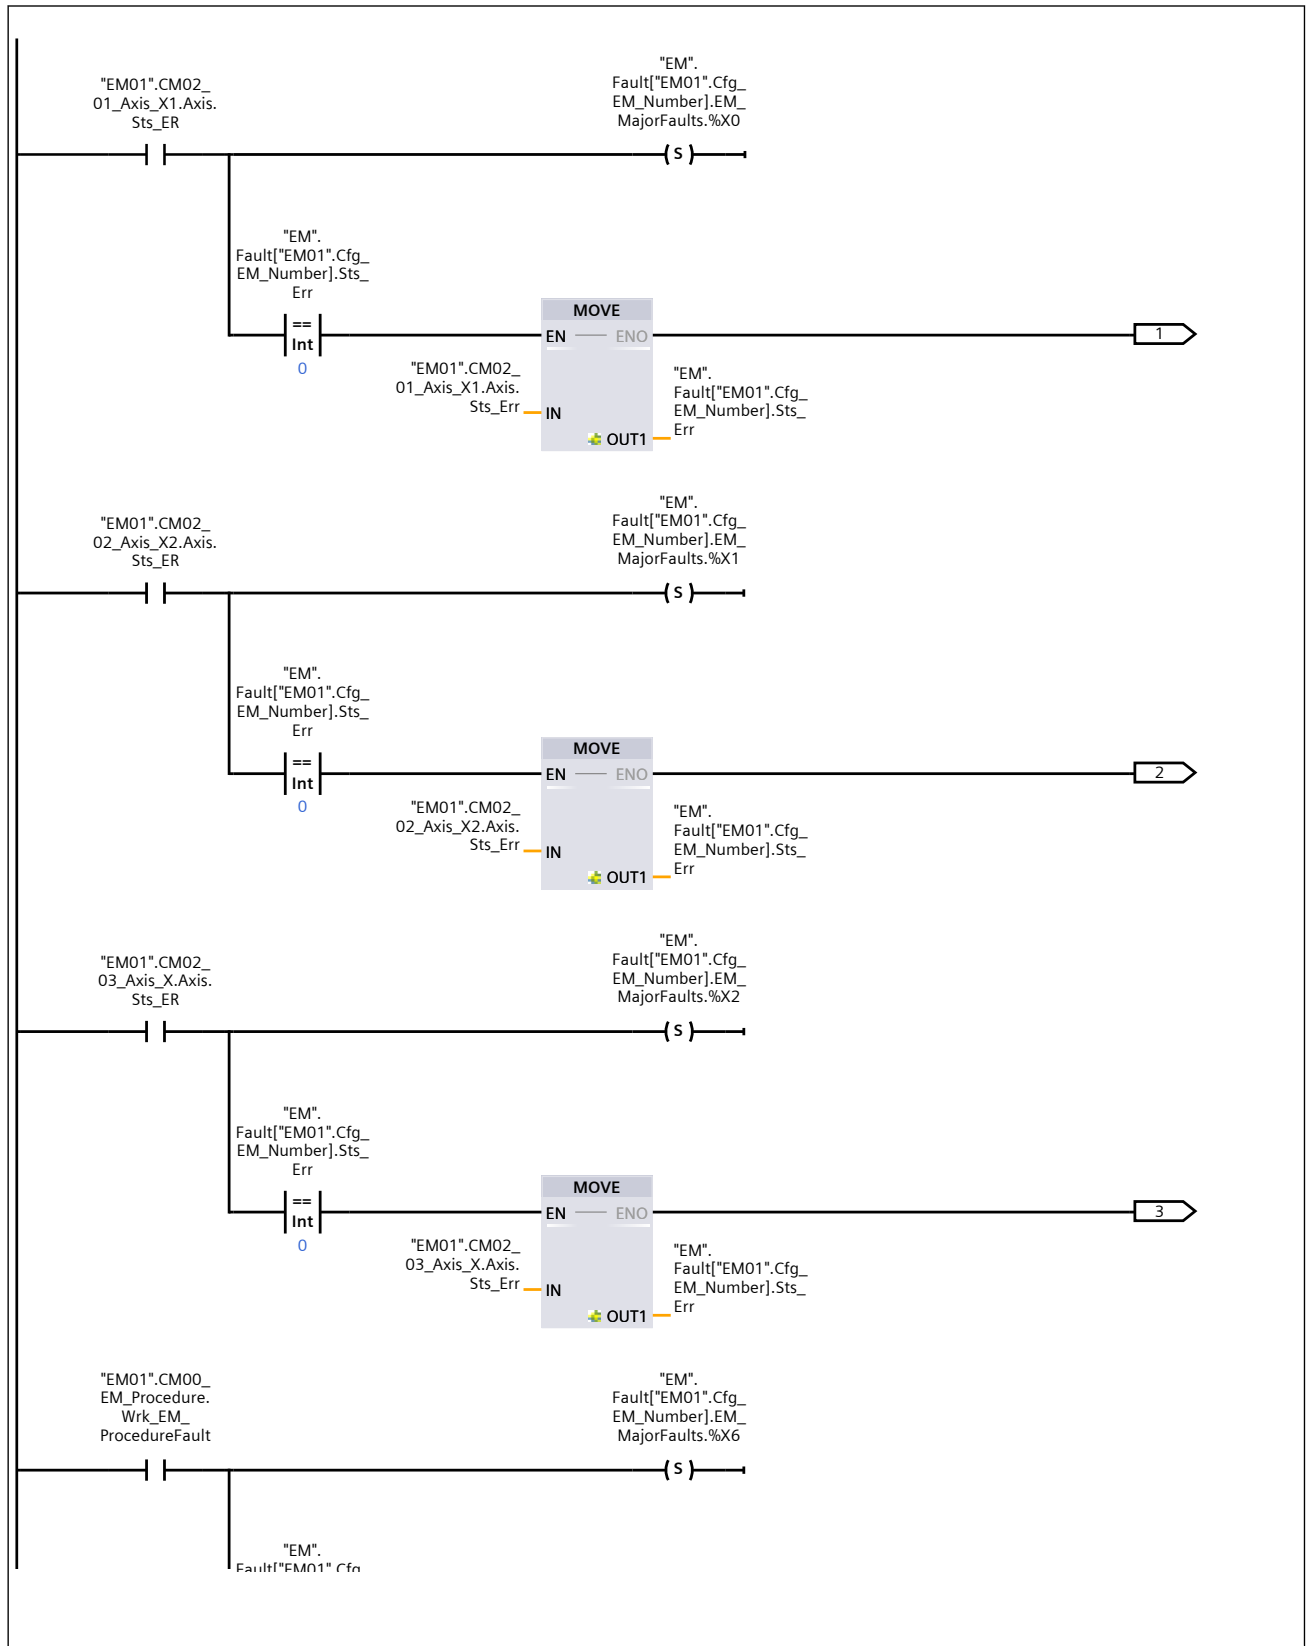 "EM".
Fault["EM01".Cfg_
EM_Number].EM_
MajorFaults.%X0
"EM01".CM02_
01_Axis_X1.Axis.
Sts_ER
S
"EM".
Fault["EM01".Cfg_
EM_Number].Sts_
Err
==
Int
0
MOVE
EN
ENO
1
"EM01".CM02_
01_Axis_X1.Axis.
Sts_Err
IN
OUT1
"EM".
Fault["EM01".Cfg_
EM_Number].Sts_
Err
"EM".
Fault["EM01".Cfg_
EM_Number].EM_
MajorFaults.%X1
"EM01".CM02_
02_Axis_X2.Axis.
Sts_ER
S
"EM".
Fault["EM01".Cfg_
EM_Number].Sts_
Err
==
Int
0
MOVE
EN
ENO
2
"EM01".CM02_
02_Axis_X2.Axis.
Sts_Err
IN
OUT1
"EM".
Fault["EM01".Cfg_
EM_Number].Sts_
Err
"EM".
Fault["EM01".Cfg_
EM_Number].EM_
MajorFaults.%X2
"EM01".CM02_
03_Axis_X.Axis.
Sts_ER
S
"EM".
Fault["EM01".Cfg_
EM_Number].Sts_
Err
==
Int
0
MOVE
EN
ENO
3
"EM01".CM02_
03_Axis_X.Axis.
Sts_Err
IN
OUT1
"EM".
Fault["EM01".Cfg_
EM_Number].Sts_
Err
"EM".
Fault["EM01".Cfg_
EM_Number].EM_
MajorFaults.%X6
"EM01".CM00_
EM_Procedure.
Wrk_EM_
ProcedureFault
S
"EM".
Fault["EM01".Cfg